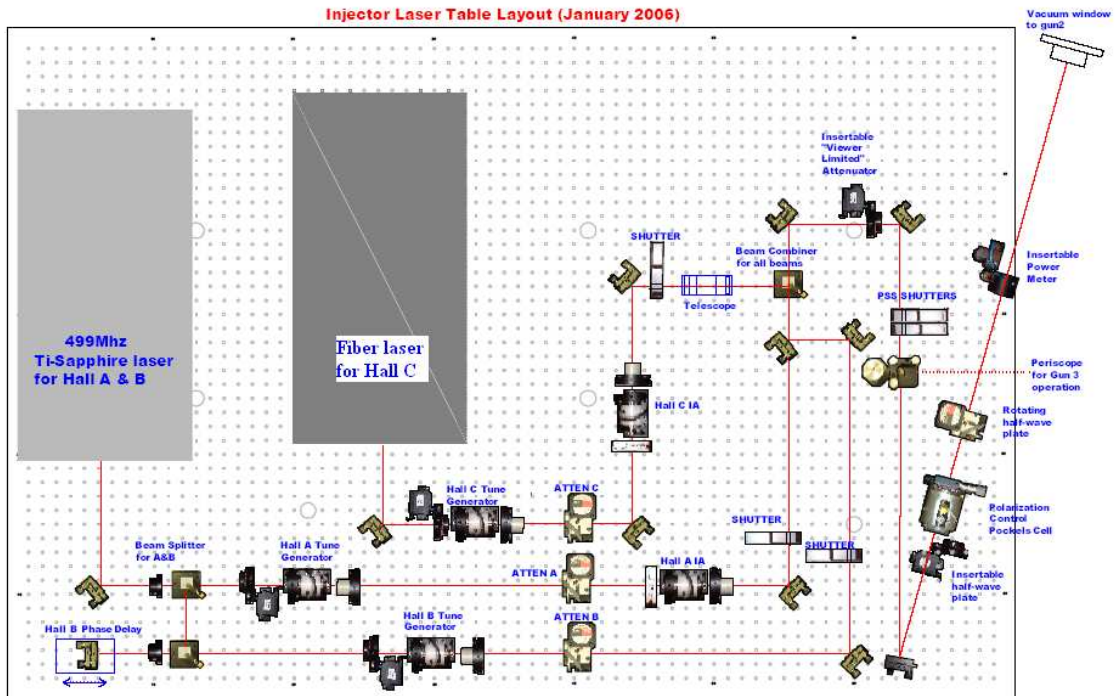 Injector Laser Table Layout (January 2006)
Vacuum window
to gun2
Insertable
"Viewer
Limited"
Attenuator
SHUTTER
Beam Combiner
for all beams
Insertable
Power
Meter
Telescope
PSS SHUTTERS
499Mhz
Ti-Sapphire laser
for Hall A & B
Fiber laser
for Hall C
Periscope
for Gun 3
operation
Hall C IA
Rotating
half-wave
plate
Hall C Tune
Generator
ATTEN C
Polarization
Control
Pockels Cell
SHUTTER
SHUTTER
Beam Splitter
for A&B
Hall A Tune
Generator
ATTEN A
Hall A IA
Insertable
half-wave
plate
Hall B Phase Delay
Hall B Tune
Generator
ATTEN B